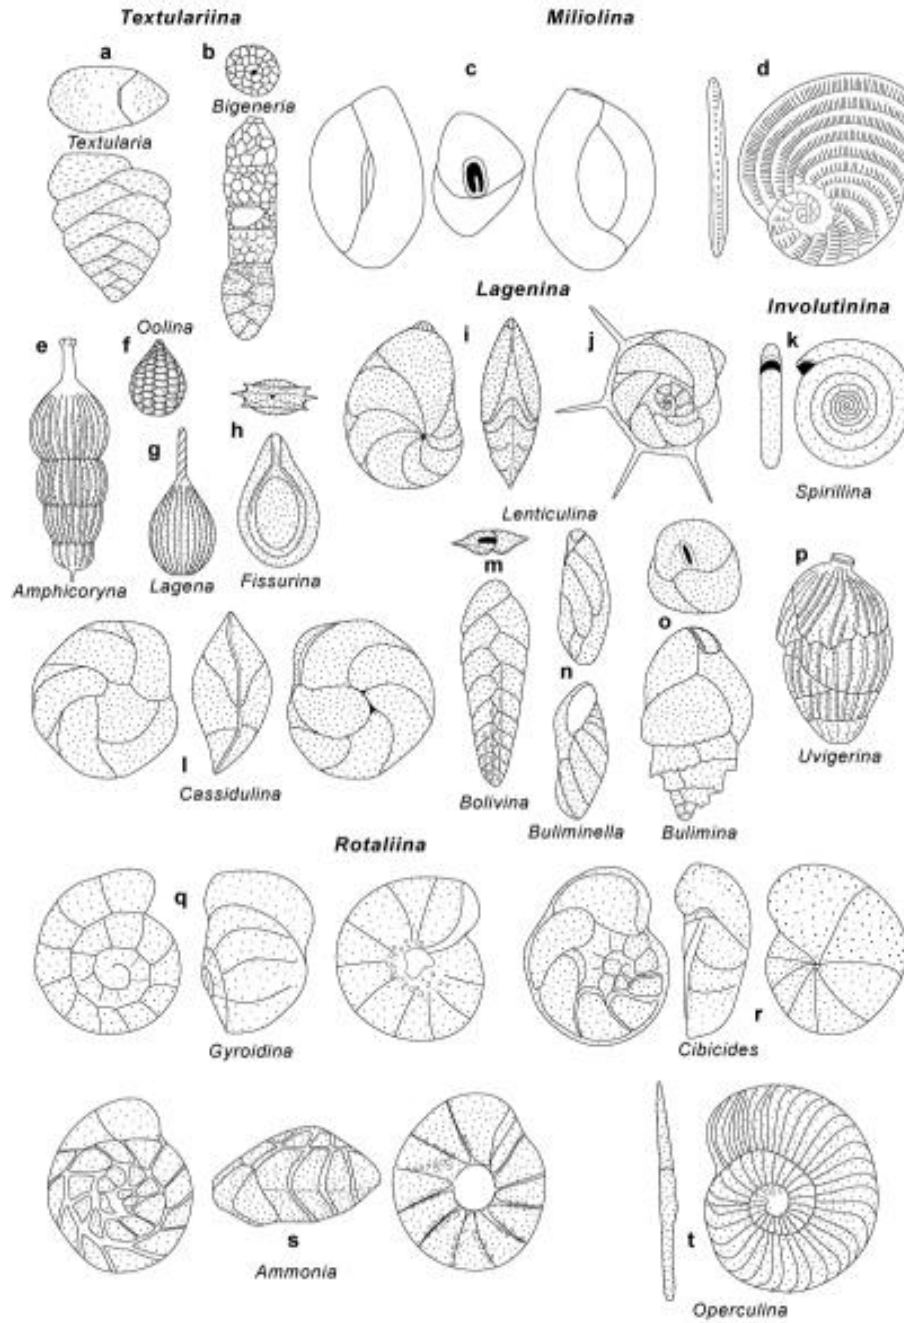 Textulariina
Miliolina
a
b
c
d
Bigeneria
Textularia
Lagenina
Involutinina
Oolina
e
f
i
j
k
g
h
Spirillina
Lenticulina
Amphicoryna
Lagena
Fissurina
m
p
o
n
l
Cassidulina
Uvigerina
Bolivina
Buliminella
Bulimina
Rotaliina
q
r
Gyroidina
Cibicides
s
t
Ammonia
Operculina